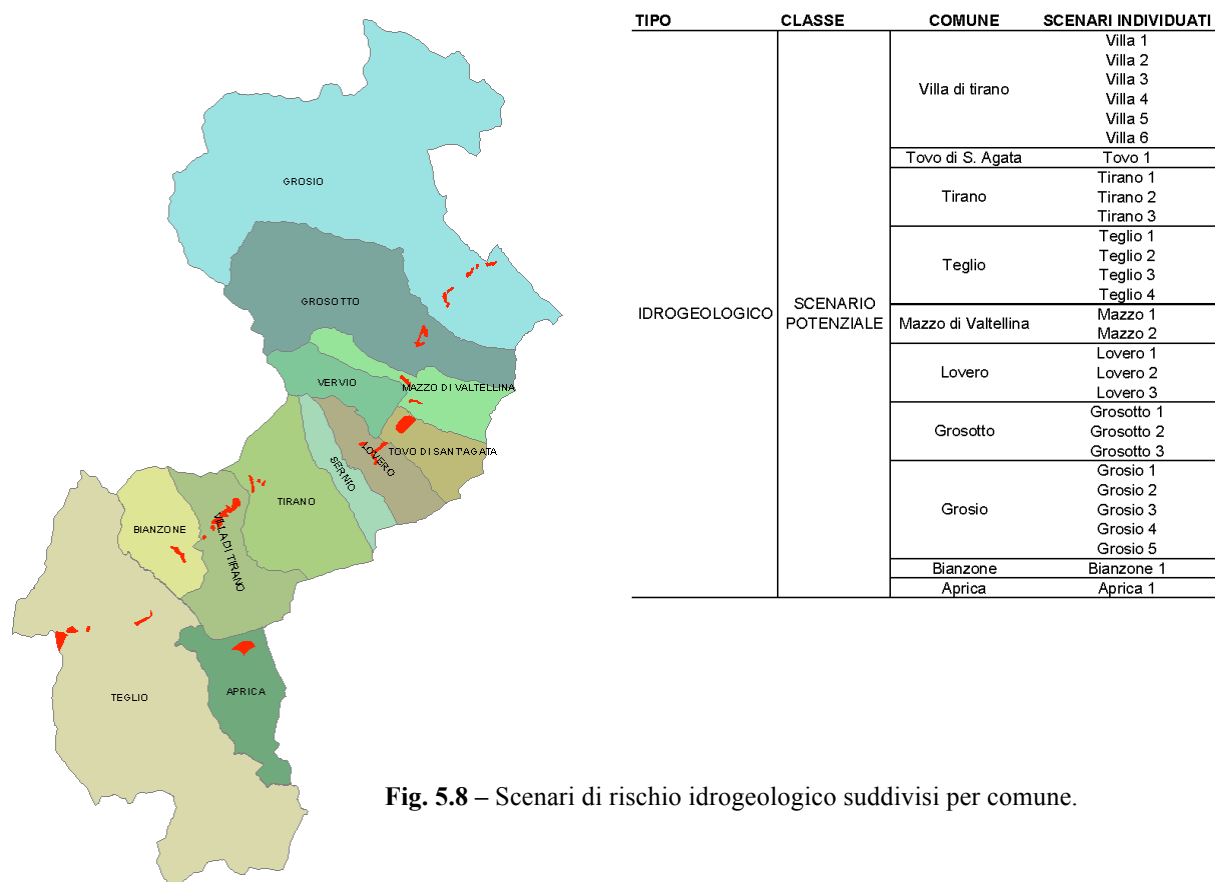 GROSIO
GROSOTTO
VERVIO
MAZZO DI VALTELLINA
LOVERO
TOVO DI SANT'AGATA
SERNIO
TIRANO
BIANZONE
VILLA DI TIRANO
TEGLIO
APRICA
TIPO CLASSE COMUNE SCENARI INDIVIDUATI
IDROGEOLOGICO
SCENARIO
POTENZIALE
Villa di tirano
Villa 1
Villa 2
Villa 3
Villa 4
Villa 5
Villa 6
Tovo di S. Agata Tovo 1
Tirano
Tirano 1
Tirano 2
Tirano 3
Teglio
Teglio 1
Teglio 2
Teglio 3
Teglio 4
Mazzo di Valtellina
Mazzo 1
Mazzo 2
Lovero
Lovero 1
Lovero 2
Lovero 3
Grosotto
Grosotto 1
Grosotto 2
Grosotto 3
Grosio
Grosio 1
Grosio 2
Grosio 3
Grosio 4
Grosio 5
Bianzone Bianzone 1
Aprica Aprica 1
Fig. 5.8 – Scenari di rischio idrogeologico suddivisi per comune.